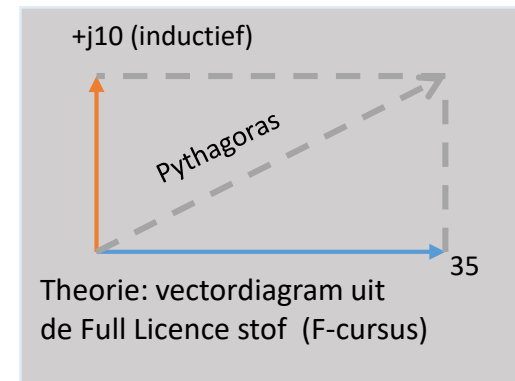 +j10 (inductief)
Pythagoras
35
Theorie: vectordiagram uit
de Full Licence stof (F-cursus)